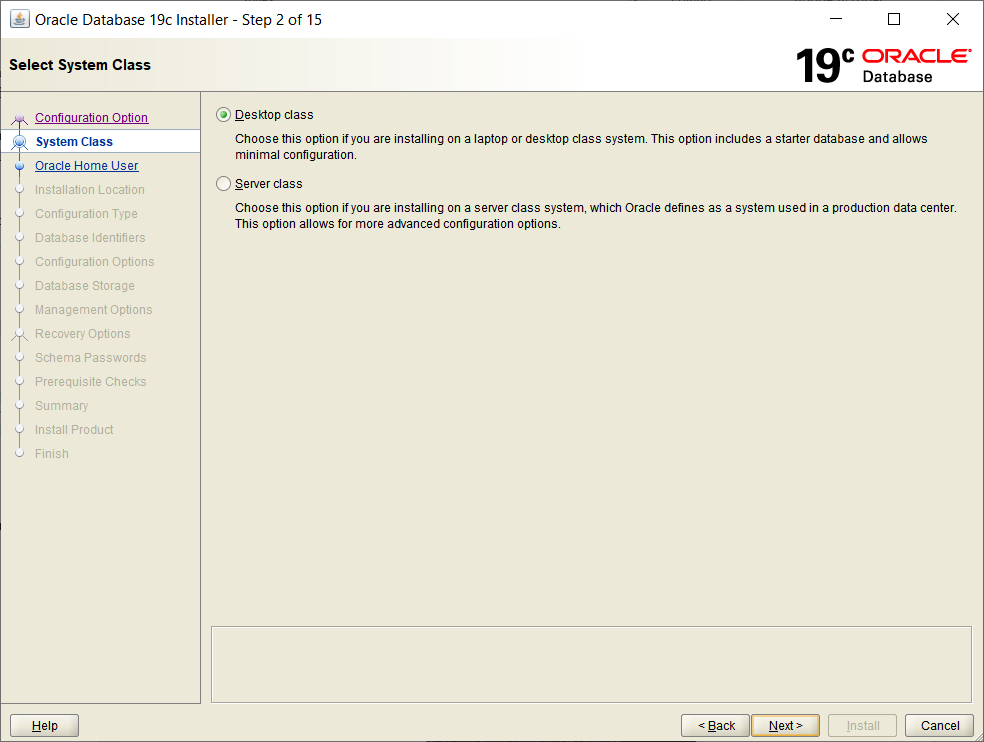 Oracle Database 19c Installer - Step 2 of 15
Select System Class
19c ORACLE®
Database
Configuration Option
System Class
Oracle Home User
Installation Location
Configuration Type
Database Identifiers
Configuration Options
Database Storage
Management Options
Recovery Options
Schema Passwords
Prerequisite Checks
Summary
Install Product
Finish
Desktop class
Choose this option if you are installing on a laptop or desktop class system. This option includes a starter database and allows
minimal configuration.
Server class
Choose this option if you are installing on a server class system, which Oracle defines as a system used in a production data center.
This option allows for more advanced configuration options.
Help
< Back
Next >
Install
Cancel